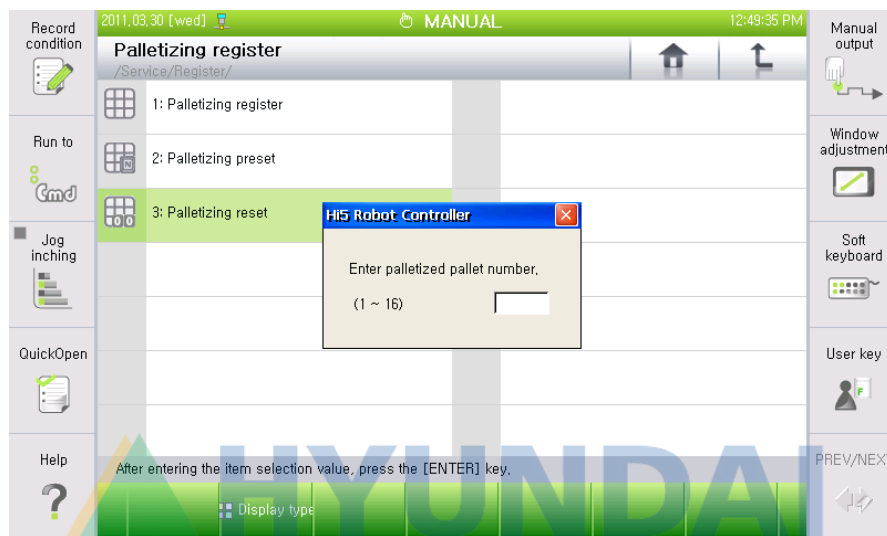 Record
condition
2011,03,30 [wed]
MANUAL
12:49:35 PM
Manual
output
Palletizing register
/Service/Register/
1: Palletizing register
Run to
Cmd
2: Palletizing preset
Window
adjustment
3: Palletizing reset
Hi5 Robot Controller
Jog
inching
Enter palletized pallet number,
(1 ~ 16)
Soft
keyboard
QuickOpen
User key
F
Help
After entering the item selection value, press the [ENTER] key,
PREV/NEX
Display type
HYUNDAI